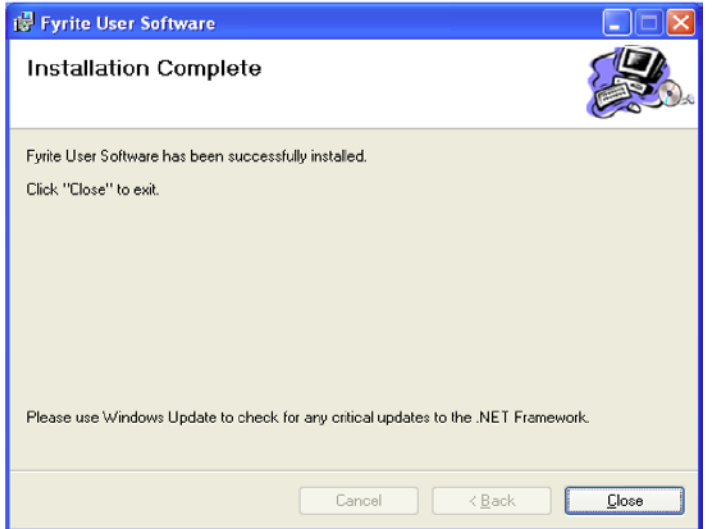 Fyrite User Software
Installation Complete
Fyrite User Software has been successfully installed.
Click "Close" to exit.
Please use Windows Update to check for any critical updates to the .NET Framework.
Cancel
< Back
Close